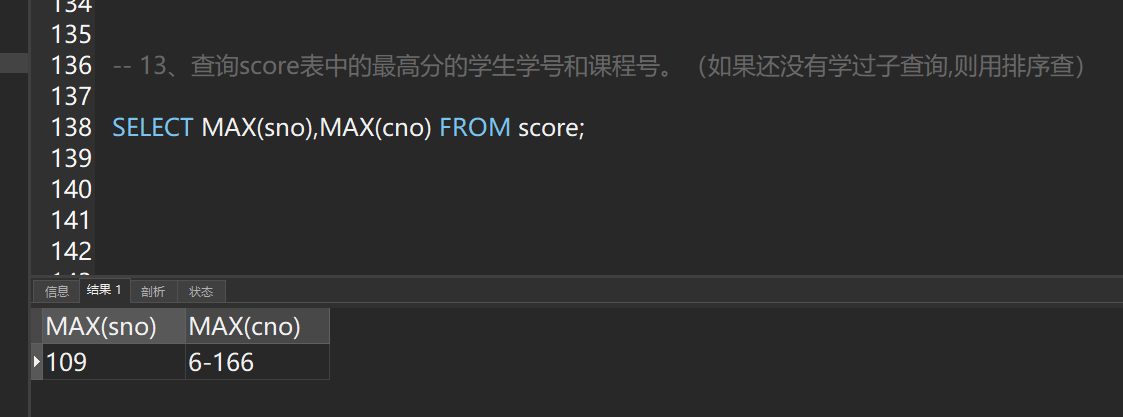 134
135
136 -- 13、查询score表中的最高分的学生学号和课程号。（如果还没有学过子查询,则用排序查）
137
138 SELECT MAX(sno),MAX(cno) FROM score;
139
140
141
142
信息 结果 1 剖析 状态
MAX(sno) MAX(cno)
109 6-166